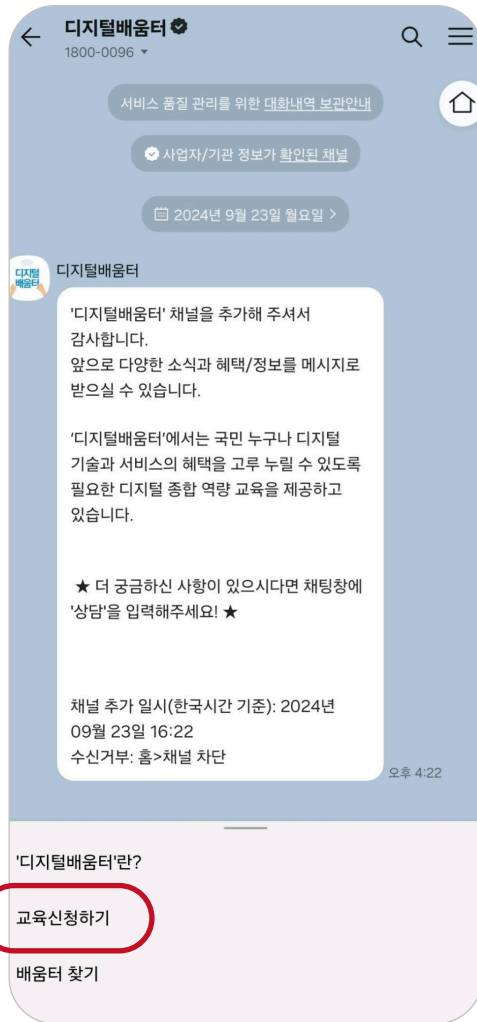 디지털배움터
1800-0096
서비스 품질 관리를 위한 대화내역 보관안내
사업자/기관 정보가 확인된 채널
2024년 9월 23일 월요일 >
디지털
배움터
디지털배움터
'디지털배움터' 채널을 추가해 주셔서
감사합니다.
앞으로 다양한 소식과 혜택/정보를 메시지로
받으실 수 있습니다.
'디지털배움터'에서는 국민 누구나 디지털
기술과 서비스의 혜택을 고루 누릴 수 있도록
필요한 디지털 종합 역량 교육을 제공하고
있습니다.
★ 더 궁금하신 사항이 있으시다면 채팅창에
'상담'을 입력해주세요! ★
채널 추가 일시(한국시간 기준): 2024년
09월 23일 16:22
수신거부: 홈>채널 차단
오후 4:22
'디지털배움터'란?
교육신청하기
배움터 찾기